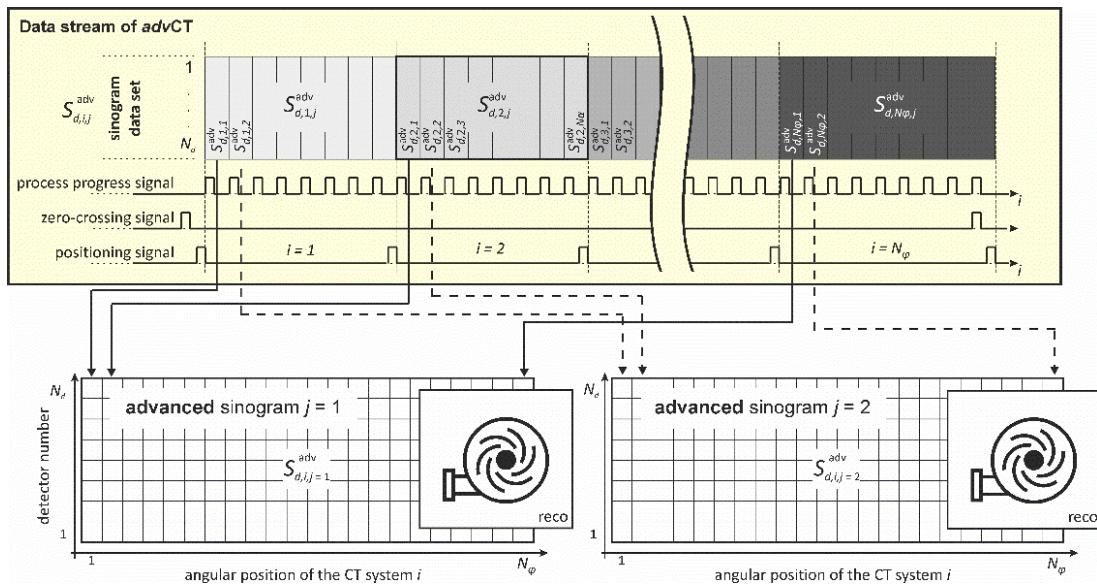 Data stream of advCT
S^adv_d,i,j
sinogram
data set
1
.
.
.
N_d
S^adv_d,1,1
S^adv_d,1,2
S^adv_d,1,j
S^adv_d,2,1
S^adv_d,2,2
S^adv_d,2,3
S^adv_d,2,j
S^adv_d,2,Nα
S^adv_d,3,1
S^adv_d,3,2
S^adv_d,Nφ,1
S^adv_d,Nφ,2
S^adv_d,Nφ,j
process progress signal
i
zero-crossing signal
positioning signal
i = 1
i = 2
i = N_φ
i
N_d
detector number
1
advanced sinogram j = 1
S^adv_d,i,j = 1
reco
1
N_φ
angular position of the CT system i
N_d
1
advanced sinogram j = 2
S^adv_d,i,j = 2
reco
1
N_φ
angular position of the CT system i